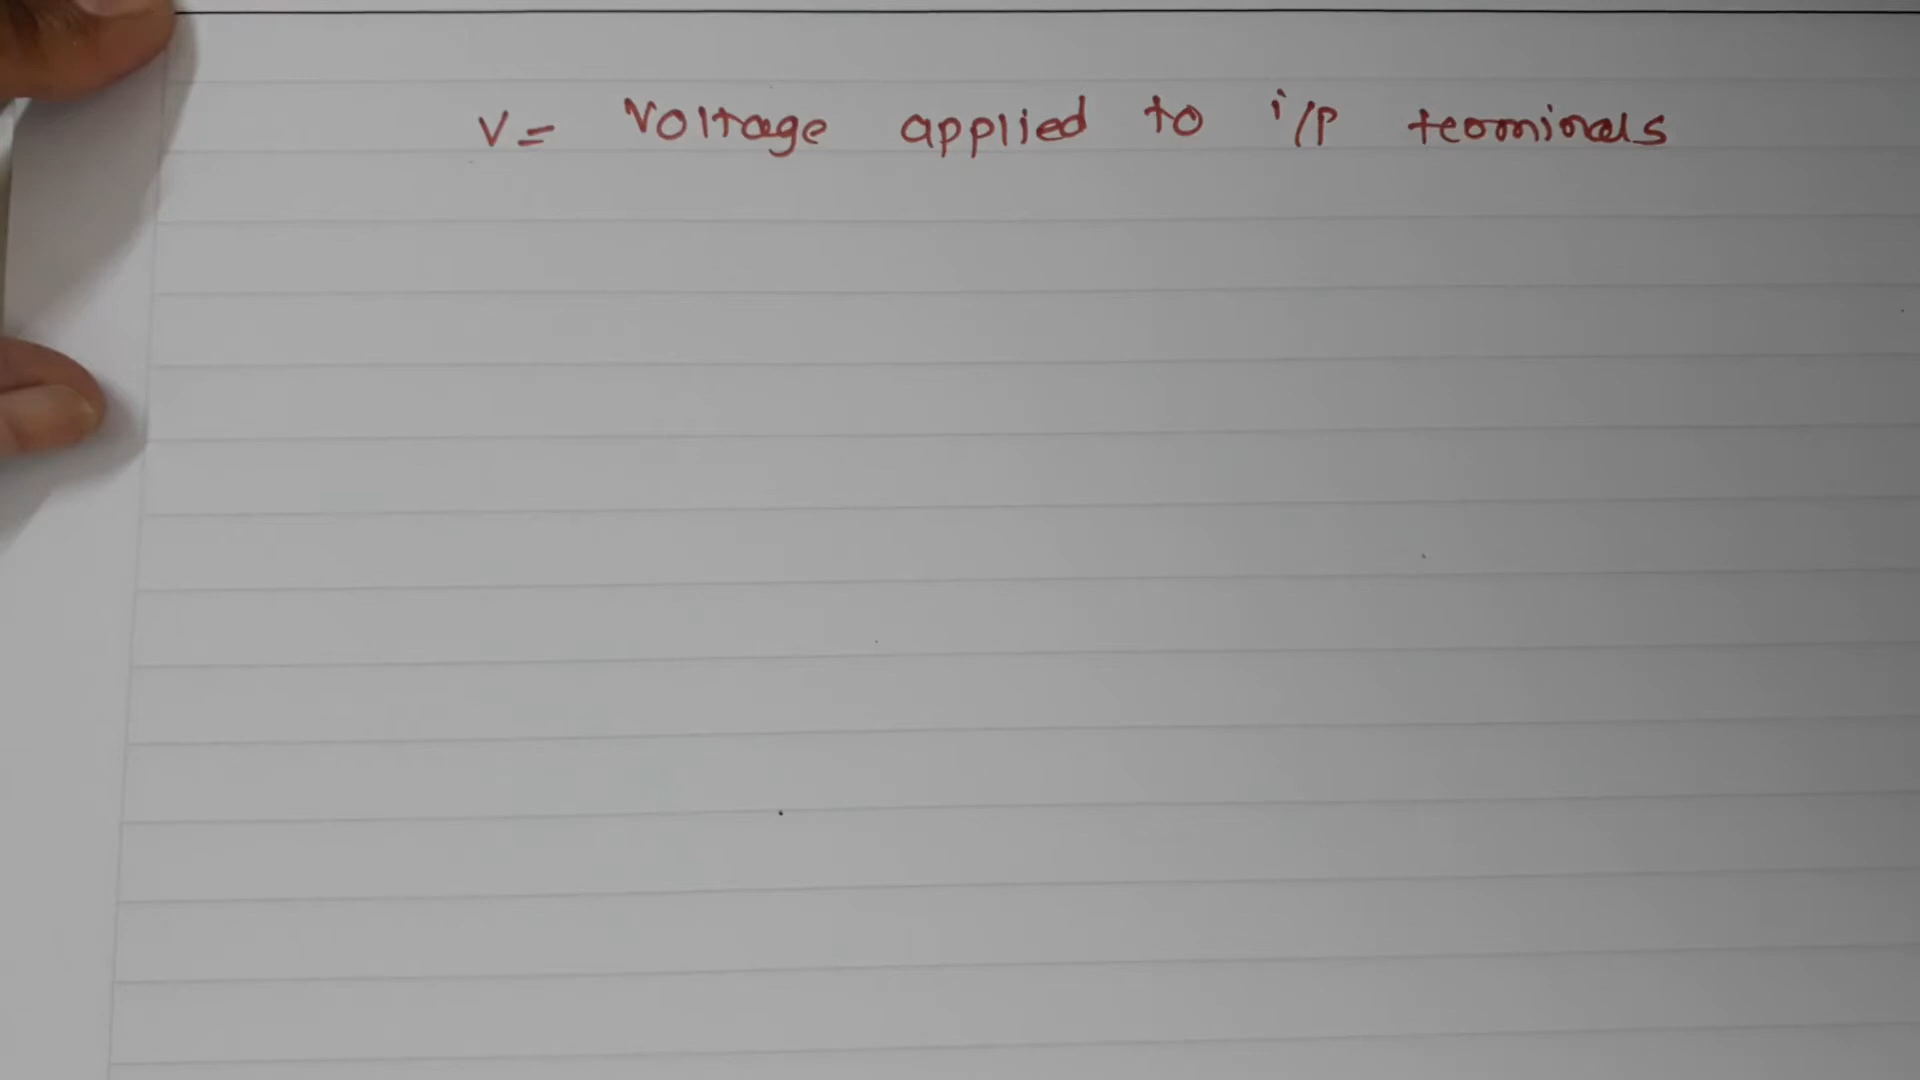 V= Voltage applied to i/p terminals